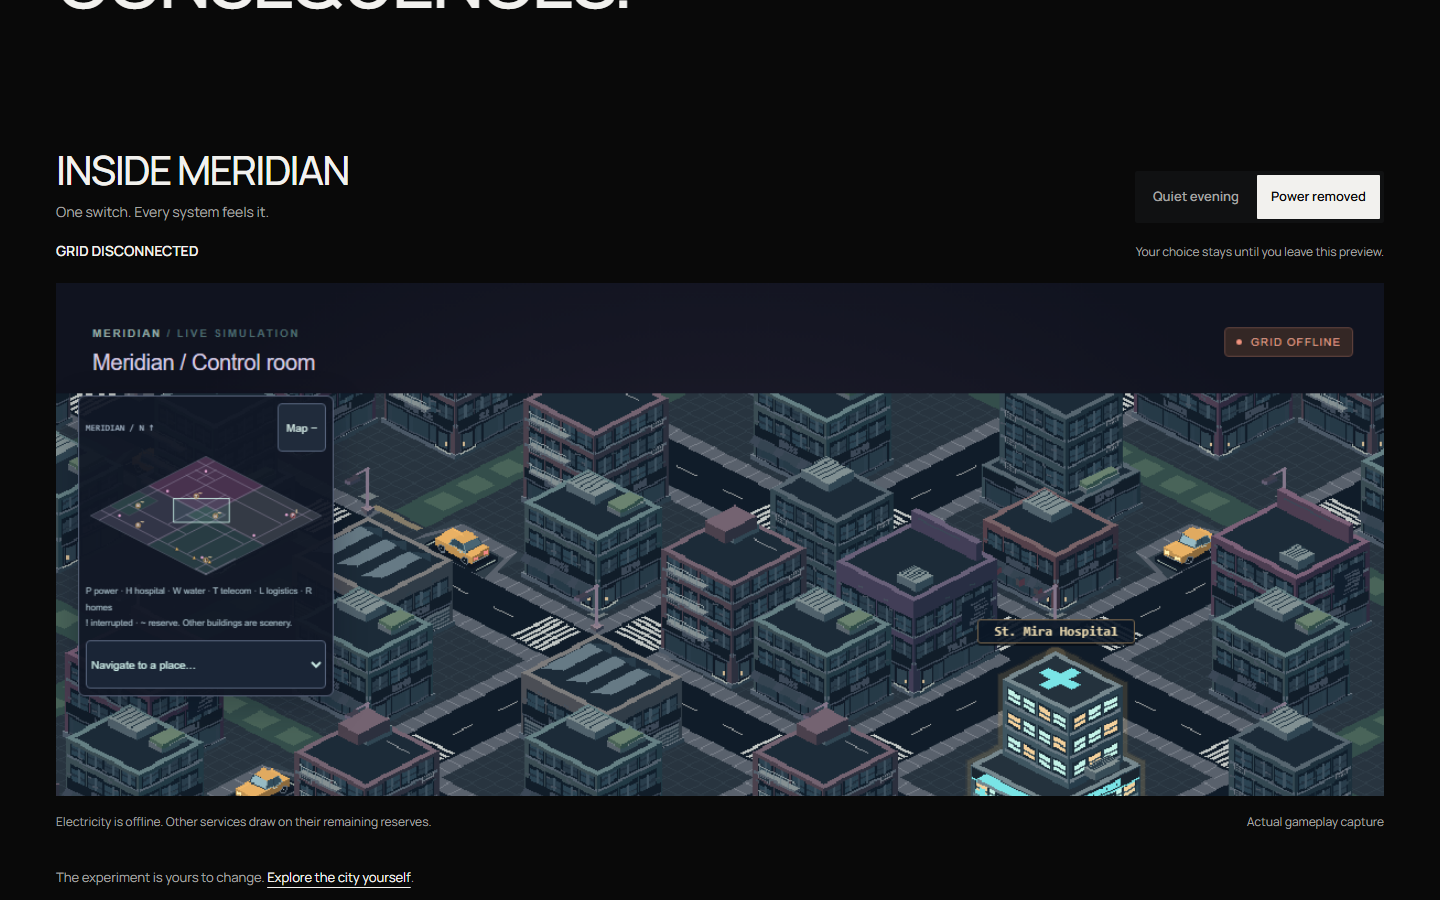 CONSEQUENCES.
INSIDE MERIDIAN
One switch. Every system feels it.
Quiet evening
Power removed
GRID DISCONNECTED
Your choice stays until you leave this preview.
MERIDIAN / LIVE SIMULATION
Meridian / Control room
GRID OFFLINE
MERIDIAN / N ↑
Map −
P power · H hospital · W water · T telecom · L logistics · R
homes
! interrupted · ~ reserve. Other buildings are scenery.
Navigate to a place...
St. Mira Hospital
Electricity is offline. Other services draw on their remaining reserves.
Actual gameplay capture
The experiment is yours to change. Explore the city yourself.